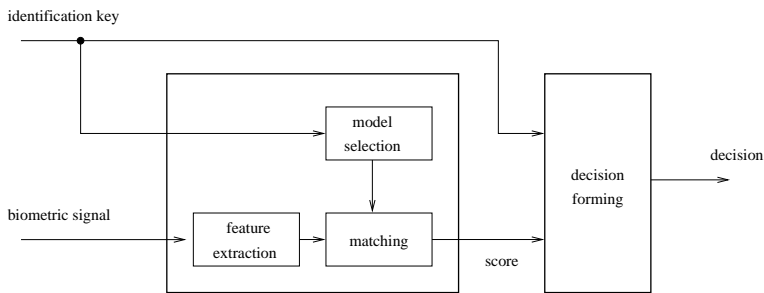 identification key
model
selection
decision
forming
decision
biometric signal
feature
extraction
matching
score